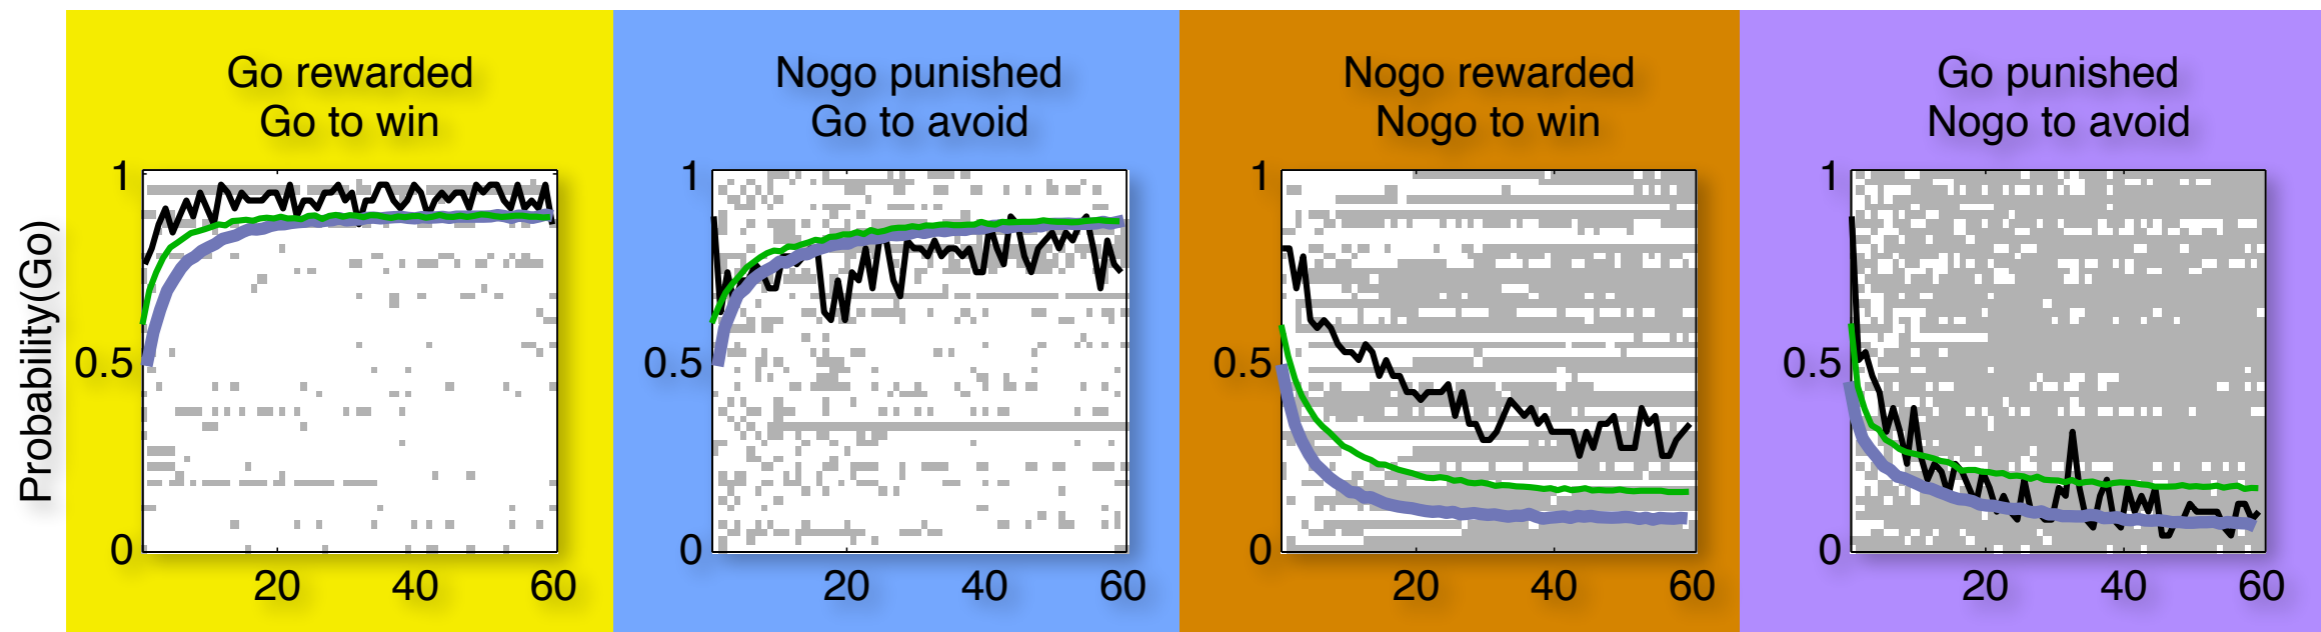 Go rewarded
Go to win
Nogo punished
Go to avoid
Nogo rewarded
Nogo to win
Go punished
Nogo to avoid
Probability(Go)
1
0.5
0
20 40 60
1
0.5
0
20 40 60
1
0.5
0
20 40 60
1
0.5
0
20 40 60